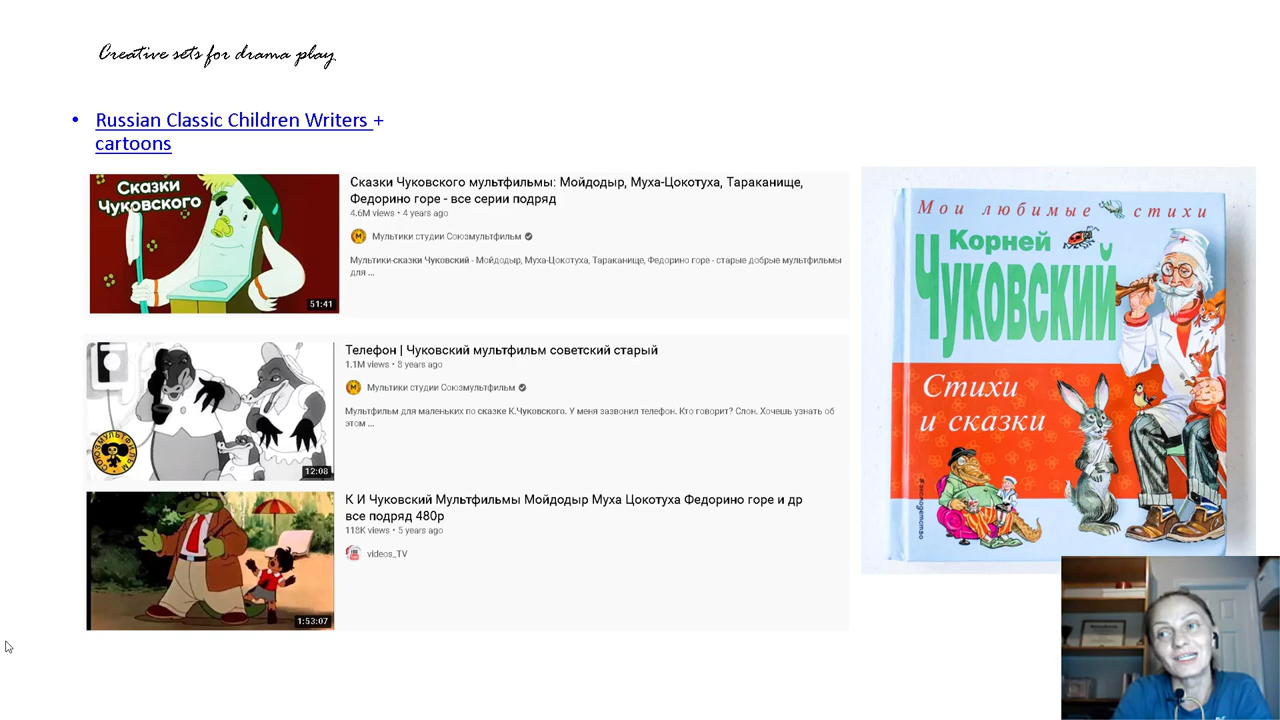 Creative sets for drama play
• Russian Classic Children Writers +
cartoons
Сказки
Чуковского
51:41
Сказки Чуковского мультфильмы: Мойдодыр, Муха-Цокотуха, Тараканище,
Федорино горе - все серии подряд
4.6M views • 4 years ago
Мультики студии Союзмультфильм
Мультики-сказки Чуковский - Мойдодыр, Муха-Цокотуха, Тараканище, Федорино горе - старые добрые мультфильмы
для ...
СОЮЗМУЛЬТФИЛЬМ
12:08
Телефон | Чуковский мультфильм советский старый
1.1M views • 8 years ago
Мультики студии Союзмультфильм
Мультфильм для маленьких по сказке К.Чуковского. У меня зазвонил телефон. Кто говорит? Слон. Хочешь узнать об
этом ...
1:53:07
К И Чуковский Мультфильмы Мойдодыр Муха Цокотуха Федорино горе и др
все подряд 480р
118K views • 5 years ago
videos_TV
Мои любимые стихи
Корней
Чуковский
Стихи
и сказки
#эксмодетство